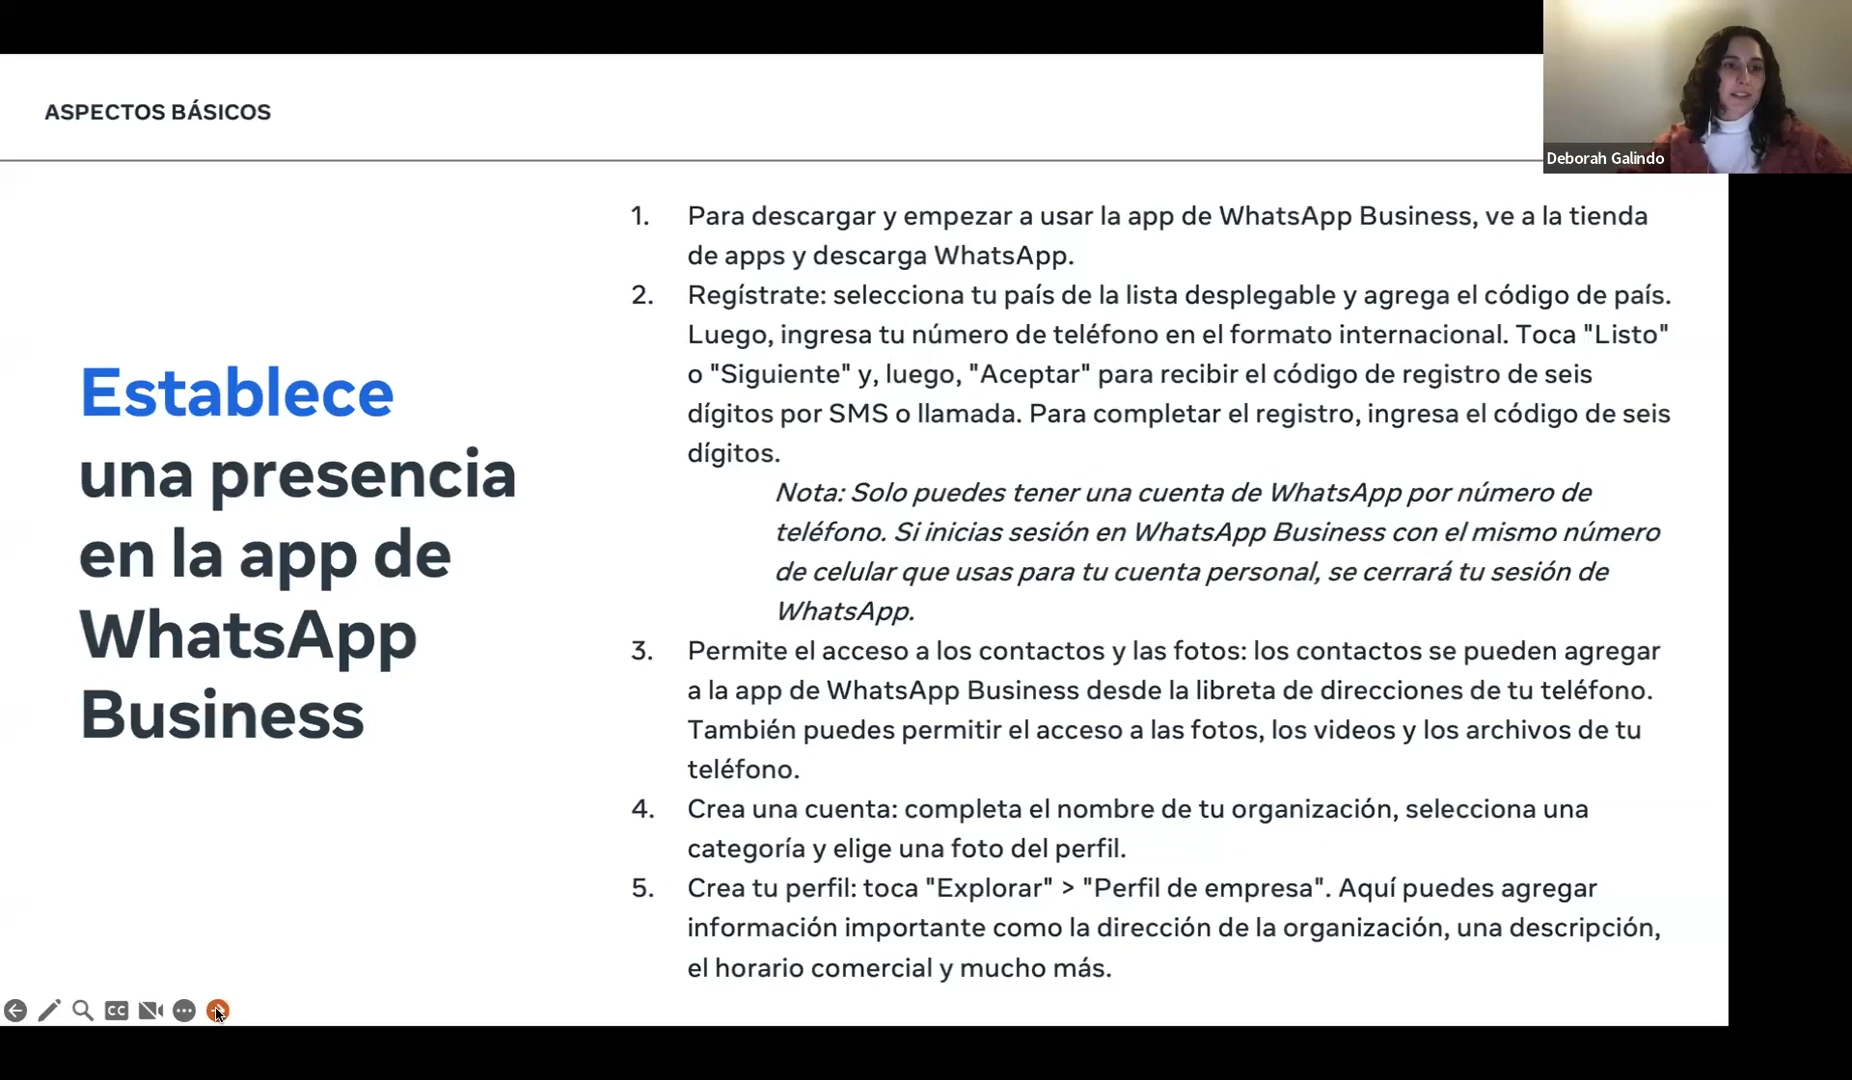 ASPECTOS BÁSICOS
Deborah Galindo
Establece
una presencia
en la app de
WhatsApp
Business
1. Para descargar y empezar a usar la app de WhatsApp Business, ve a la tienda
de apps y descarga WhatsApp.
2. Regístrate: selecciona tu país de la lista desplegable y agrega el código de país.
Luego, ingresa tu número de teléfono en el formato internacional. Toca "Listo"
o "Siguiente" y, luego, "Aceptar" para recibir el código de registro de seis
dígitos por SMS o llamada. Para completar el registro, ingresa el código de seis
dígitos.
Nota: Solo puedes tener una cuenta de WhatsApp por número de
teléfono. Si inicias sesión en WhatsApp Business con el mismo número
de celular que usas para tu cuenta personal, se cerrará tu sesión de
WhatsApp.
3. Permite el acceso a los contactos y las fotos: los contactos se pueden agregar
a la app de WhatsApp Business desde la libreta de direcciones de tu teléfono.
También puedes permitir el acceso a las fotos, los videos y los archivos de tu
teléfono.
4. Crea una cuenta: completa el nombre de tu organización, selecciona una
categoría y elige una foto del perfil.
5. Crea tu perfil: toca "Explorar" > "Perfil de empresa". Aquí puedes agregar
información importante como la dirección de la organización, una descripción,
el horario comercial y mucho más.
CC